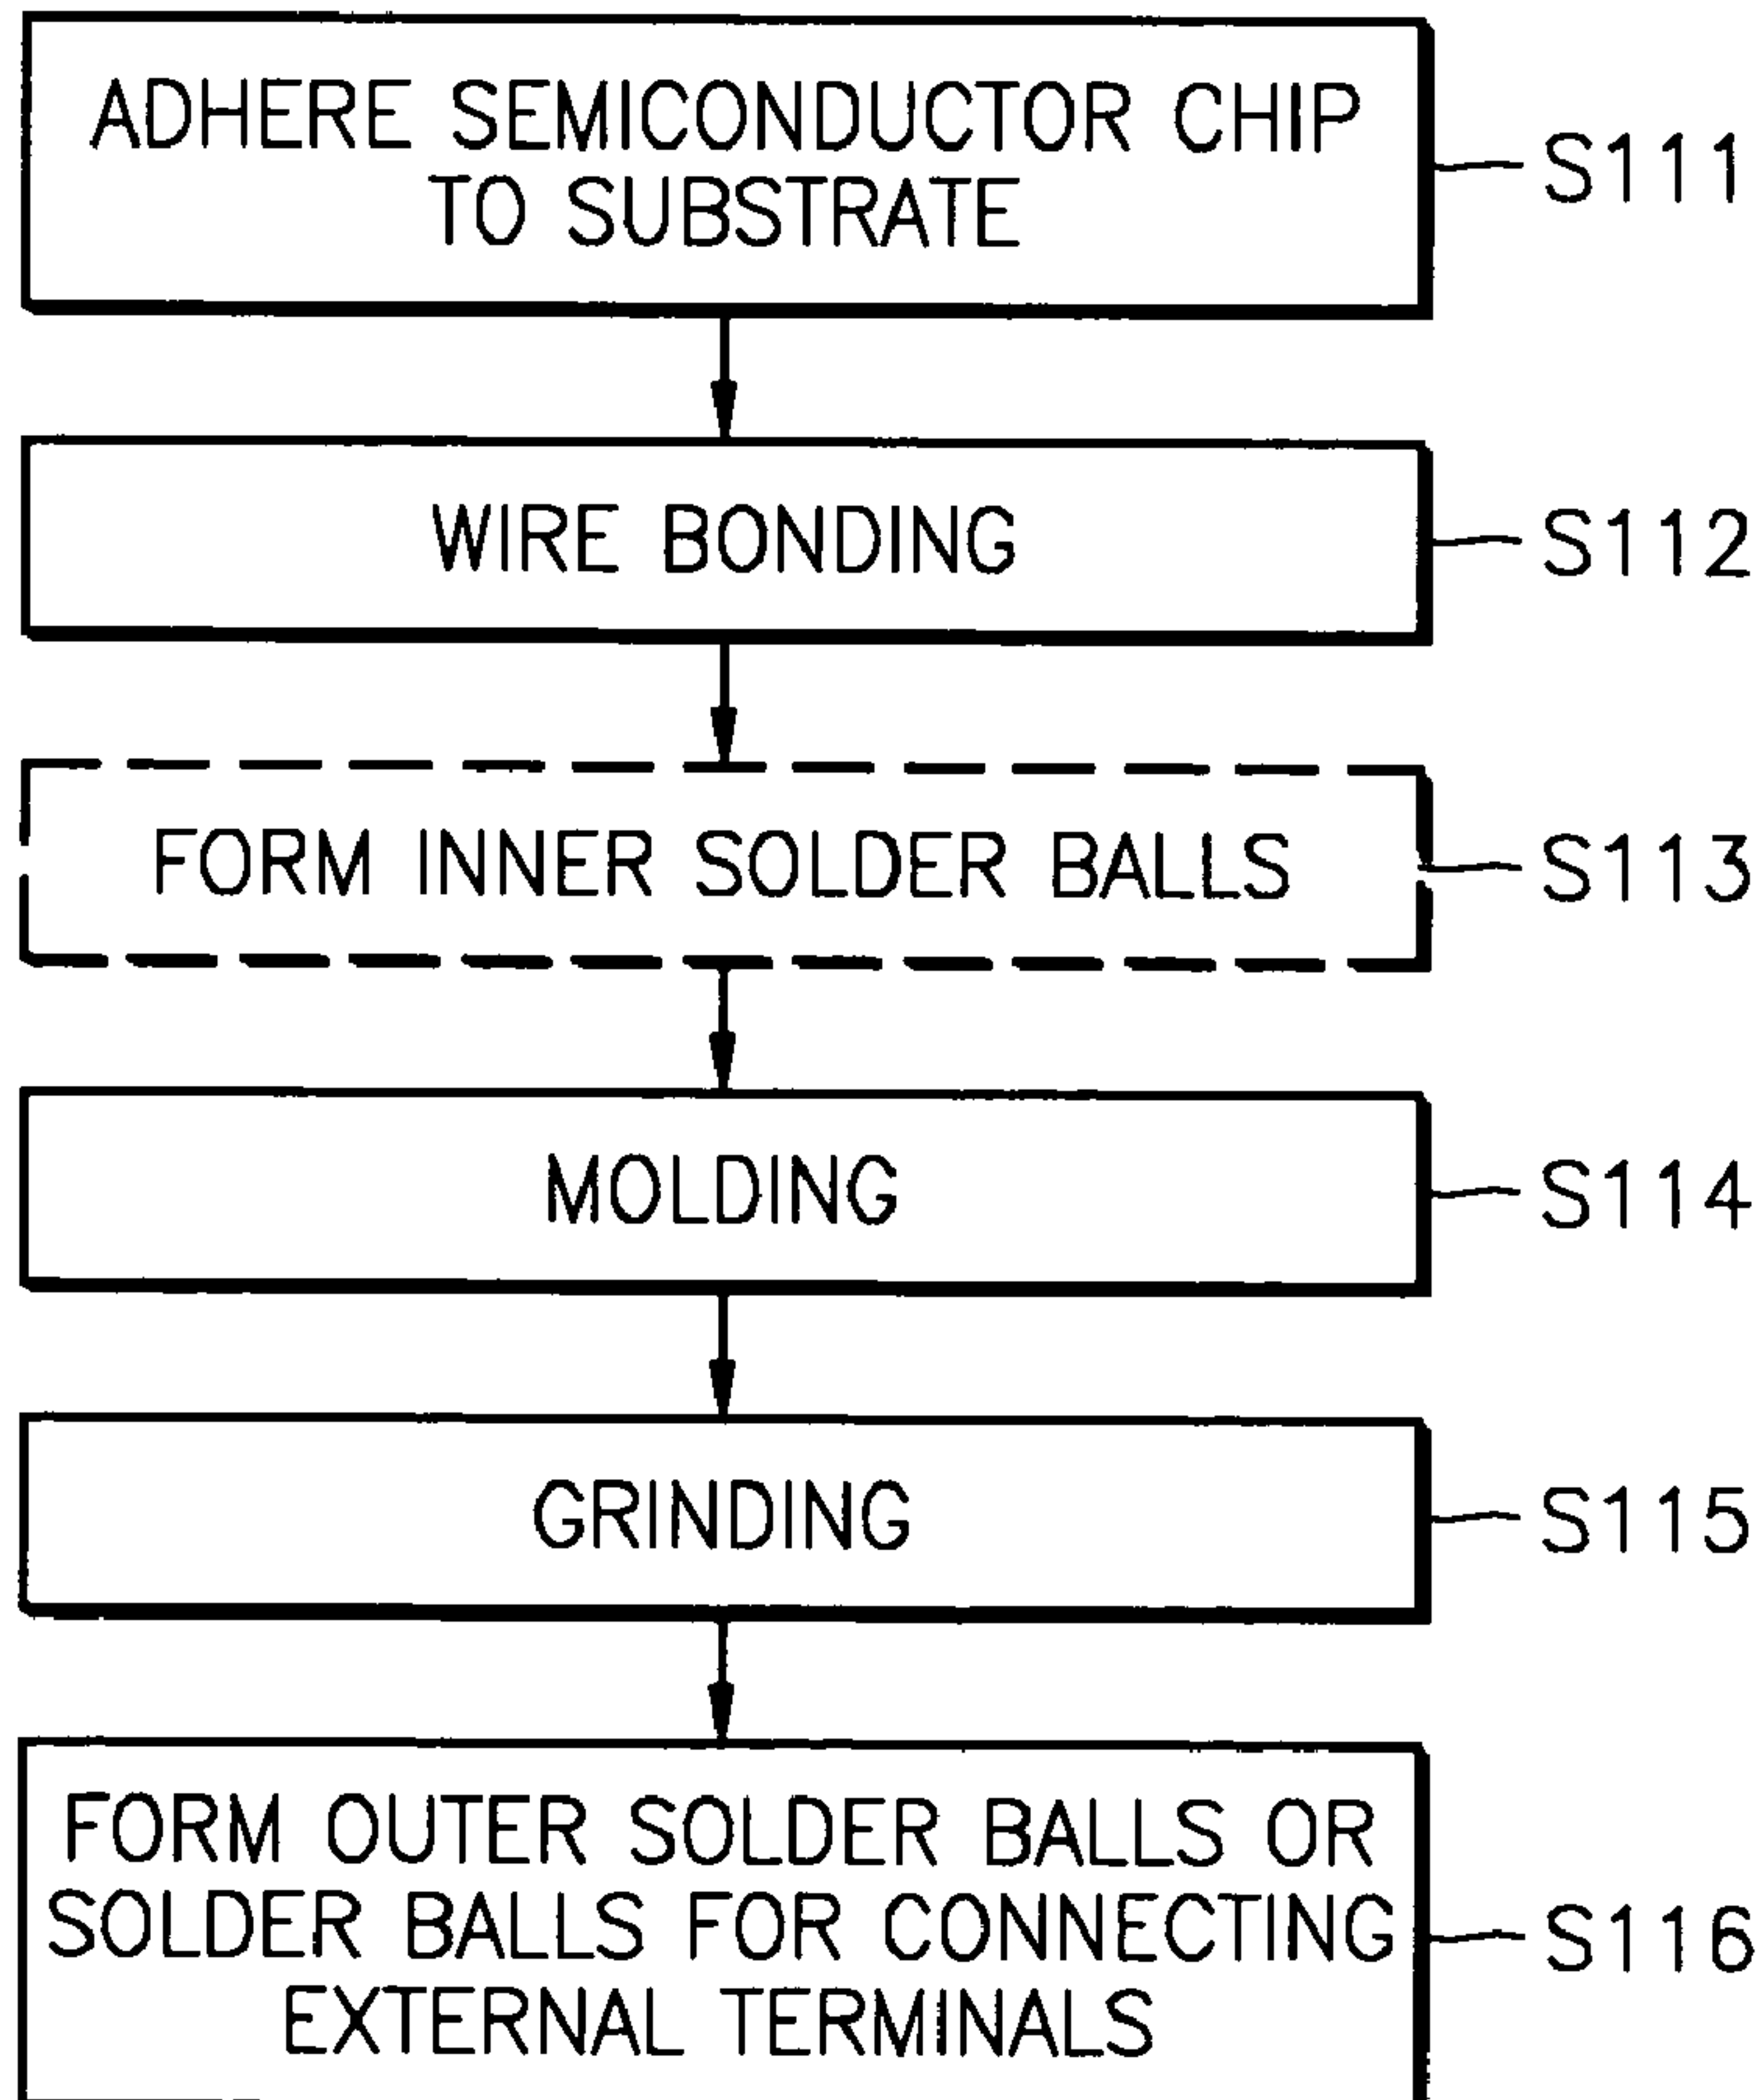 ADHERE SEMICONDUCTOR CHIP
TO SUBSTRATE
S111
WIRE BONDING
S112
FORM INNER SOLDER BALLS
S113
MOLDING
S114
GRINDING
S115
FORM OUTER SOLDER BALLS OR
SOLDER BALLS FOR CONNECTING
EXTERNAL TERMINALS
S116